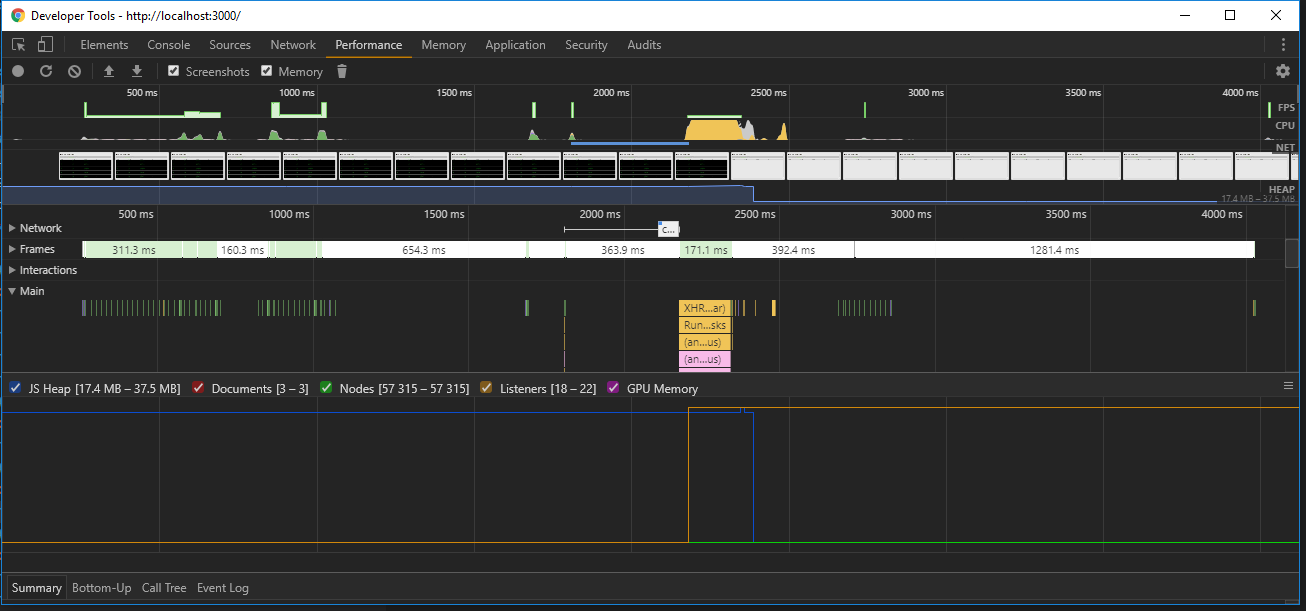 Developer Tools - http://localhost:3000/
Elements Console Sources Network Performance Memory Application Security Audits
Screenshots Memory
500 ms 1000 ms 1500 ms 2000 ms 2500 ms 3000 ms 3500 ms 4000 ms
FPS
CPU
NET
HEAP
17.4 MB – 37.5 MB
500 ms 1000 ms 1500 ms 2000 ms 2500 ms 3000 ms 3500 ms 4000 ms
Network c...
Frames 311.3 ms 160.3 ms 654.3 ms 363.9 ms 171.1 ms 392.4 ms 1281.4 ms
Interactions
Main
XHR...ar)
Run...sks
(an...us)
(an...us)
JS Heap [17.4 MB – 37.5 MB] Documents [3 – 3] Nodes [57 315 – 57 315] Listeners [18 – 22] GPU Memory
Summary Bottom-Up Call Tree Event Log